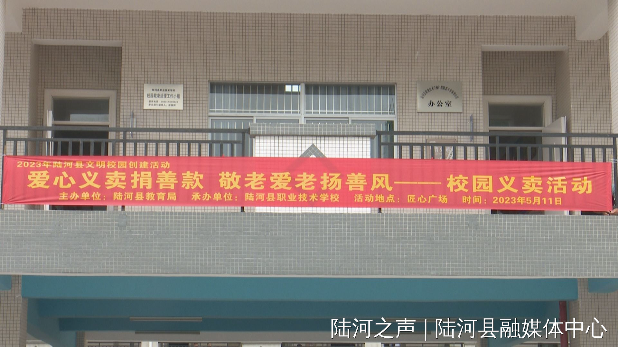 办公室
2023年陆河县文明校园创建活动
爱心义卖捐善款 敬老爱老扬善风——校园义卖活动
主办单位：陆河县教育局 承办单位：陆河县职业技术学校 活动地点：匠心广场 时间：2023年5月11日
陆河之声 | 陆河县融媒体中心